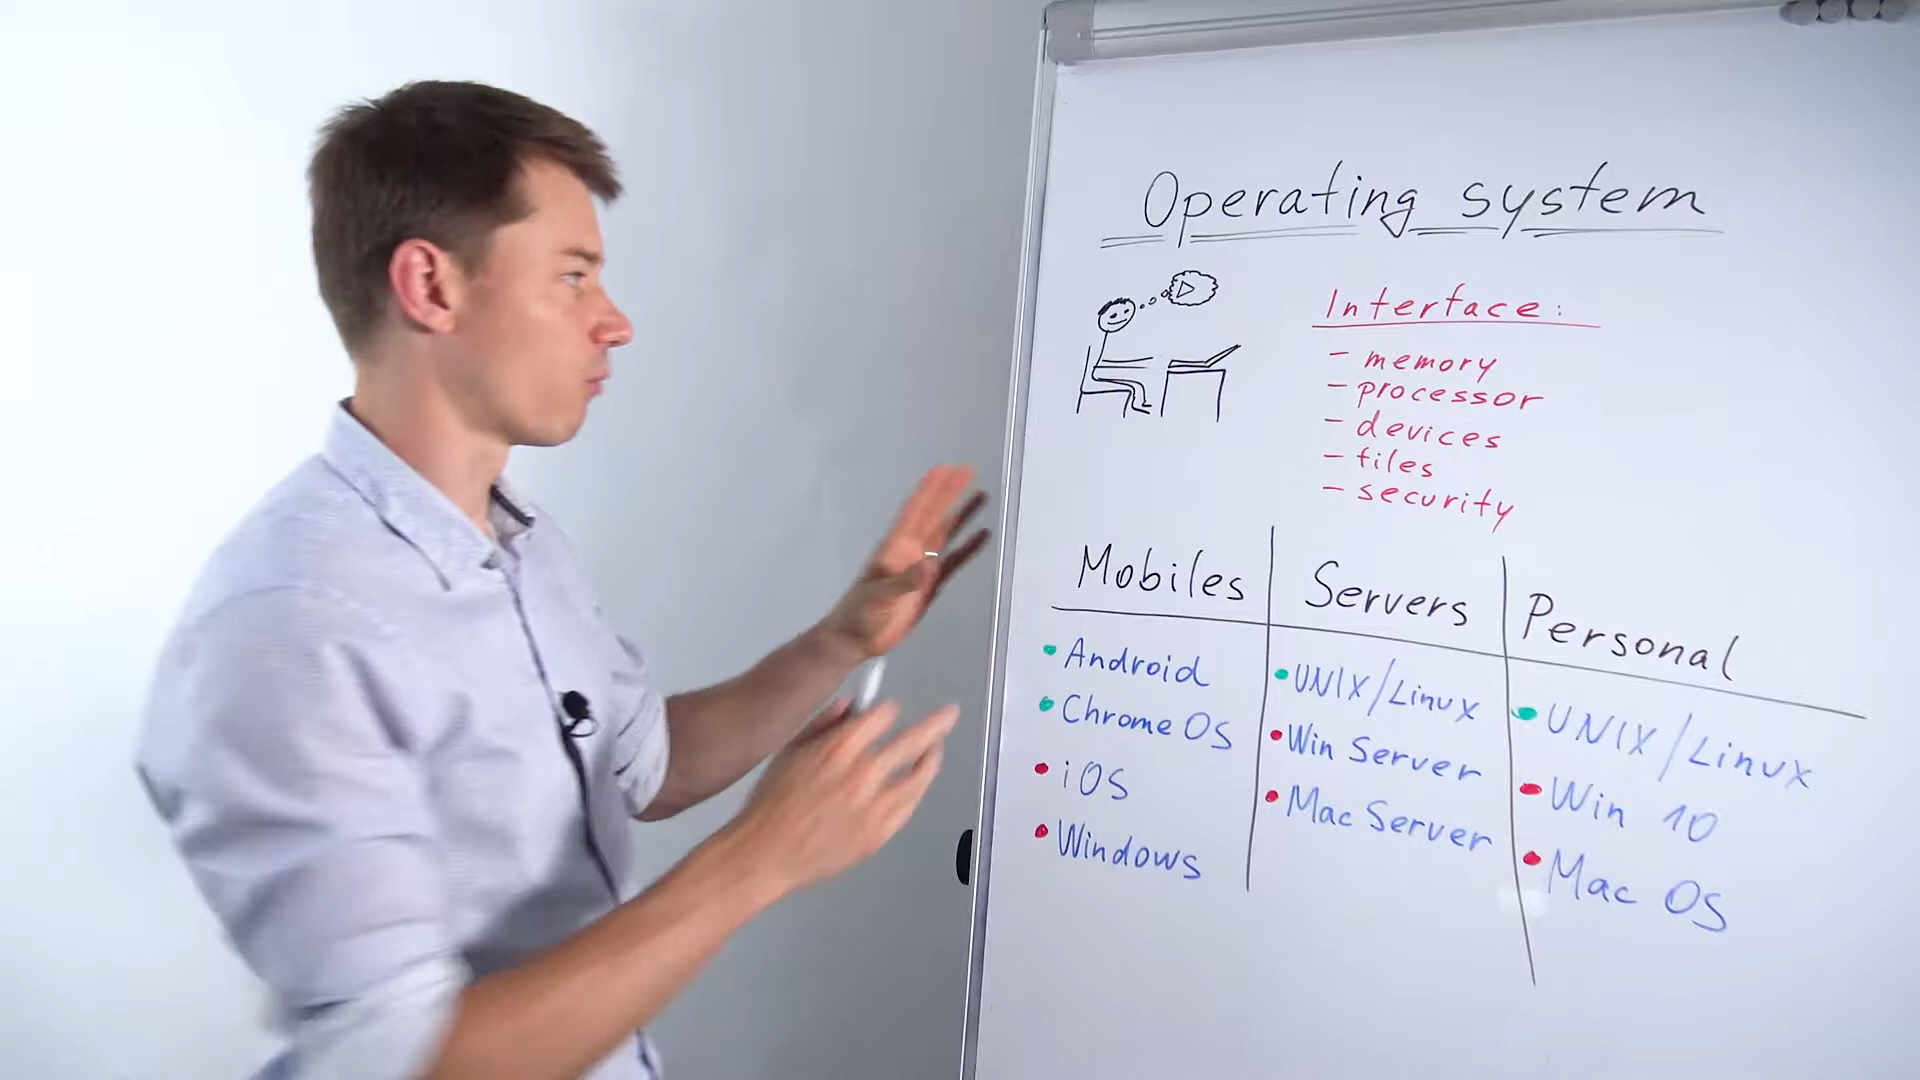 Operating system
Interface:
- memory
- processor
- devices
- files
- security
Mobiles
• Android
• Chrome OS
• iOS
• Windows
Servers
• UNIX/Linux
• Win Server
• Mac Server
Personal
• UNIX/Linux
• Win 10
• Mac OS